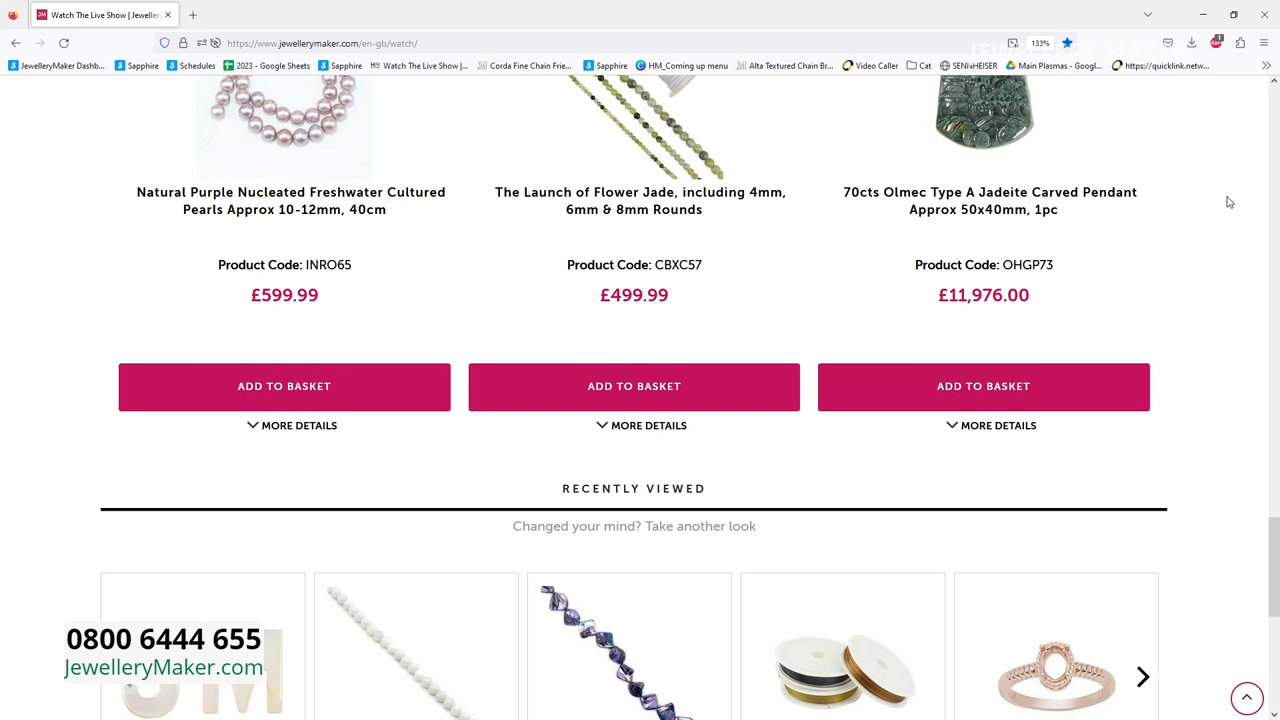 Watch The Live Show | Jeweller
https://www.jewellerymaker.com/en-gb/watch/
133%
1
JewelleryMaker Dashb...
Sapphire
Schedules
2023 - Google Sheets
Sapphire
Watch The Live Show |...
Corda Fine Chain Frie...
Sapphire
HM_Coming up menu
Alta Textured Chain Br...
Video Caller
Cat
SENNHEISER
Main Plasmas - Googl...
https://quicklink.netw...
Natural Purple Nucleated Freshwater Cultured
Pearls Approx 10-12mm, 40cm
Product Code: INRO65
£599.99
ADD TO BASKET
MORE DETAILS
The Launch of Flower Jade, including 4mm,
6mm & 8mm Rounds
Product Code: CBXC57
£499.99
ADD TO BASKET
MORE DETAILS
70cts Olmec Type A Jadeite Carved Pendant
Approx 50x40mm, 1pc
Product Code: OHGP73
£11,976.00
ADD TO BASKET
MORE DETAILS
RECENTLY VIEWED
Changed your mind? Take another look
0800 6444 655
JewelleryMaker.com